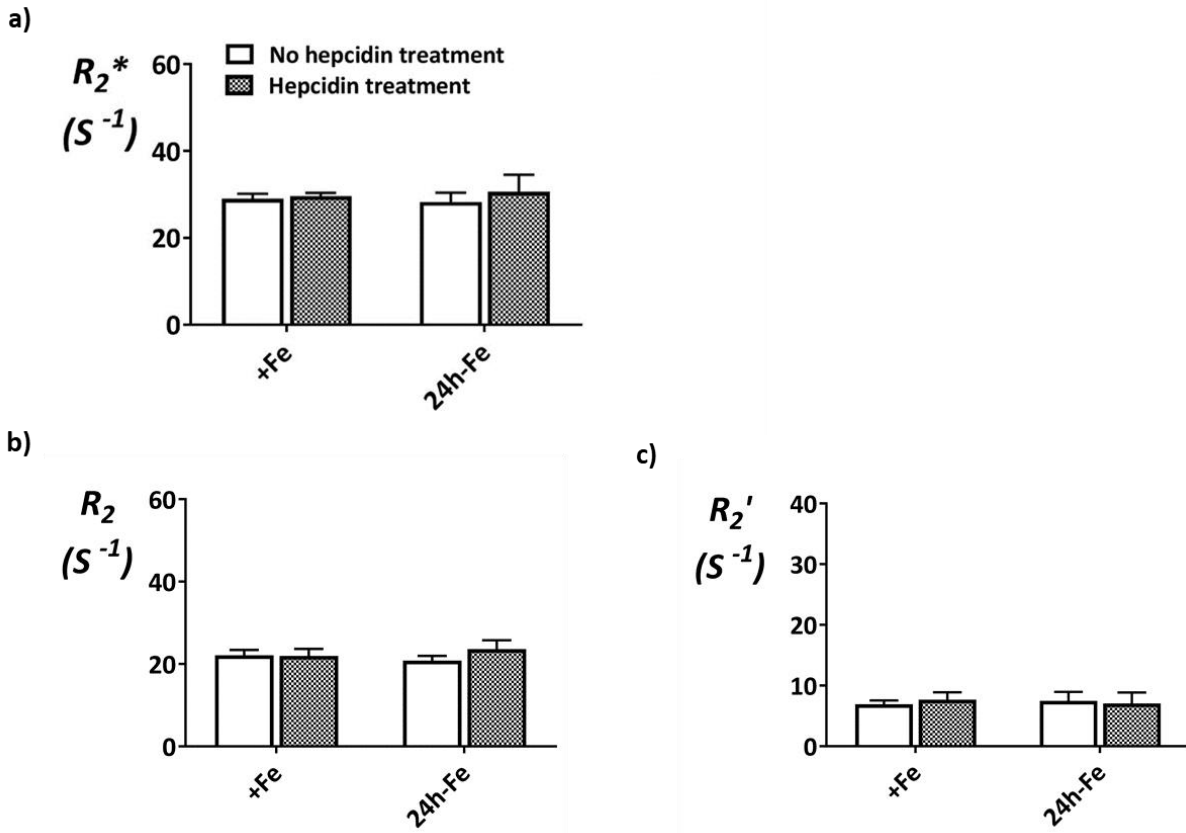 a)
R2*
(S -1)
No hepcidin treatment
Hepcidin treatment
60
40
20
0
+Fe
24h-Fe
b)
R2
(S -1)
60
40
20
0
+Fe
24h-Fe
c)
R2'
(S -1)
40
30
20
10
0
+Fe
24h-Fe